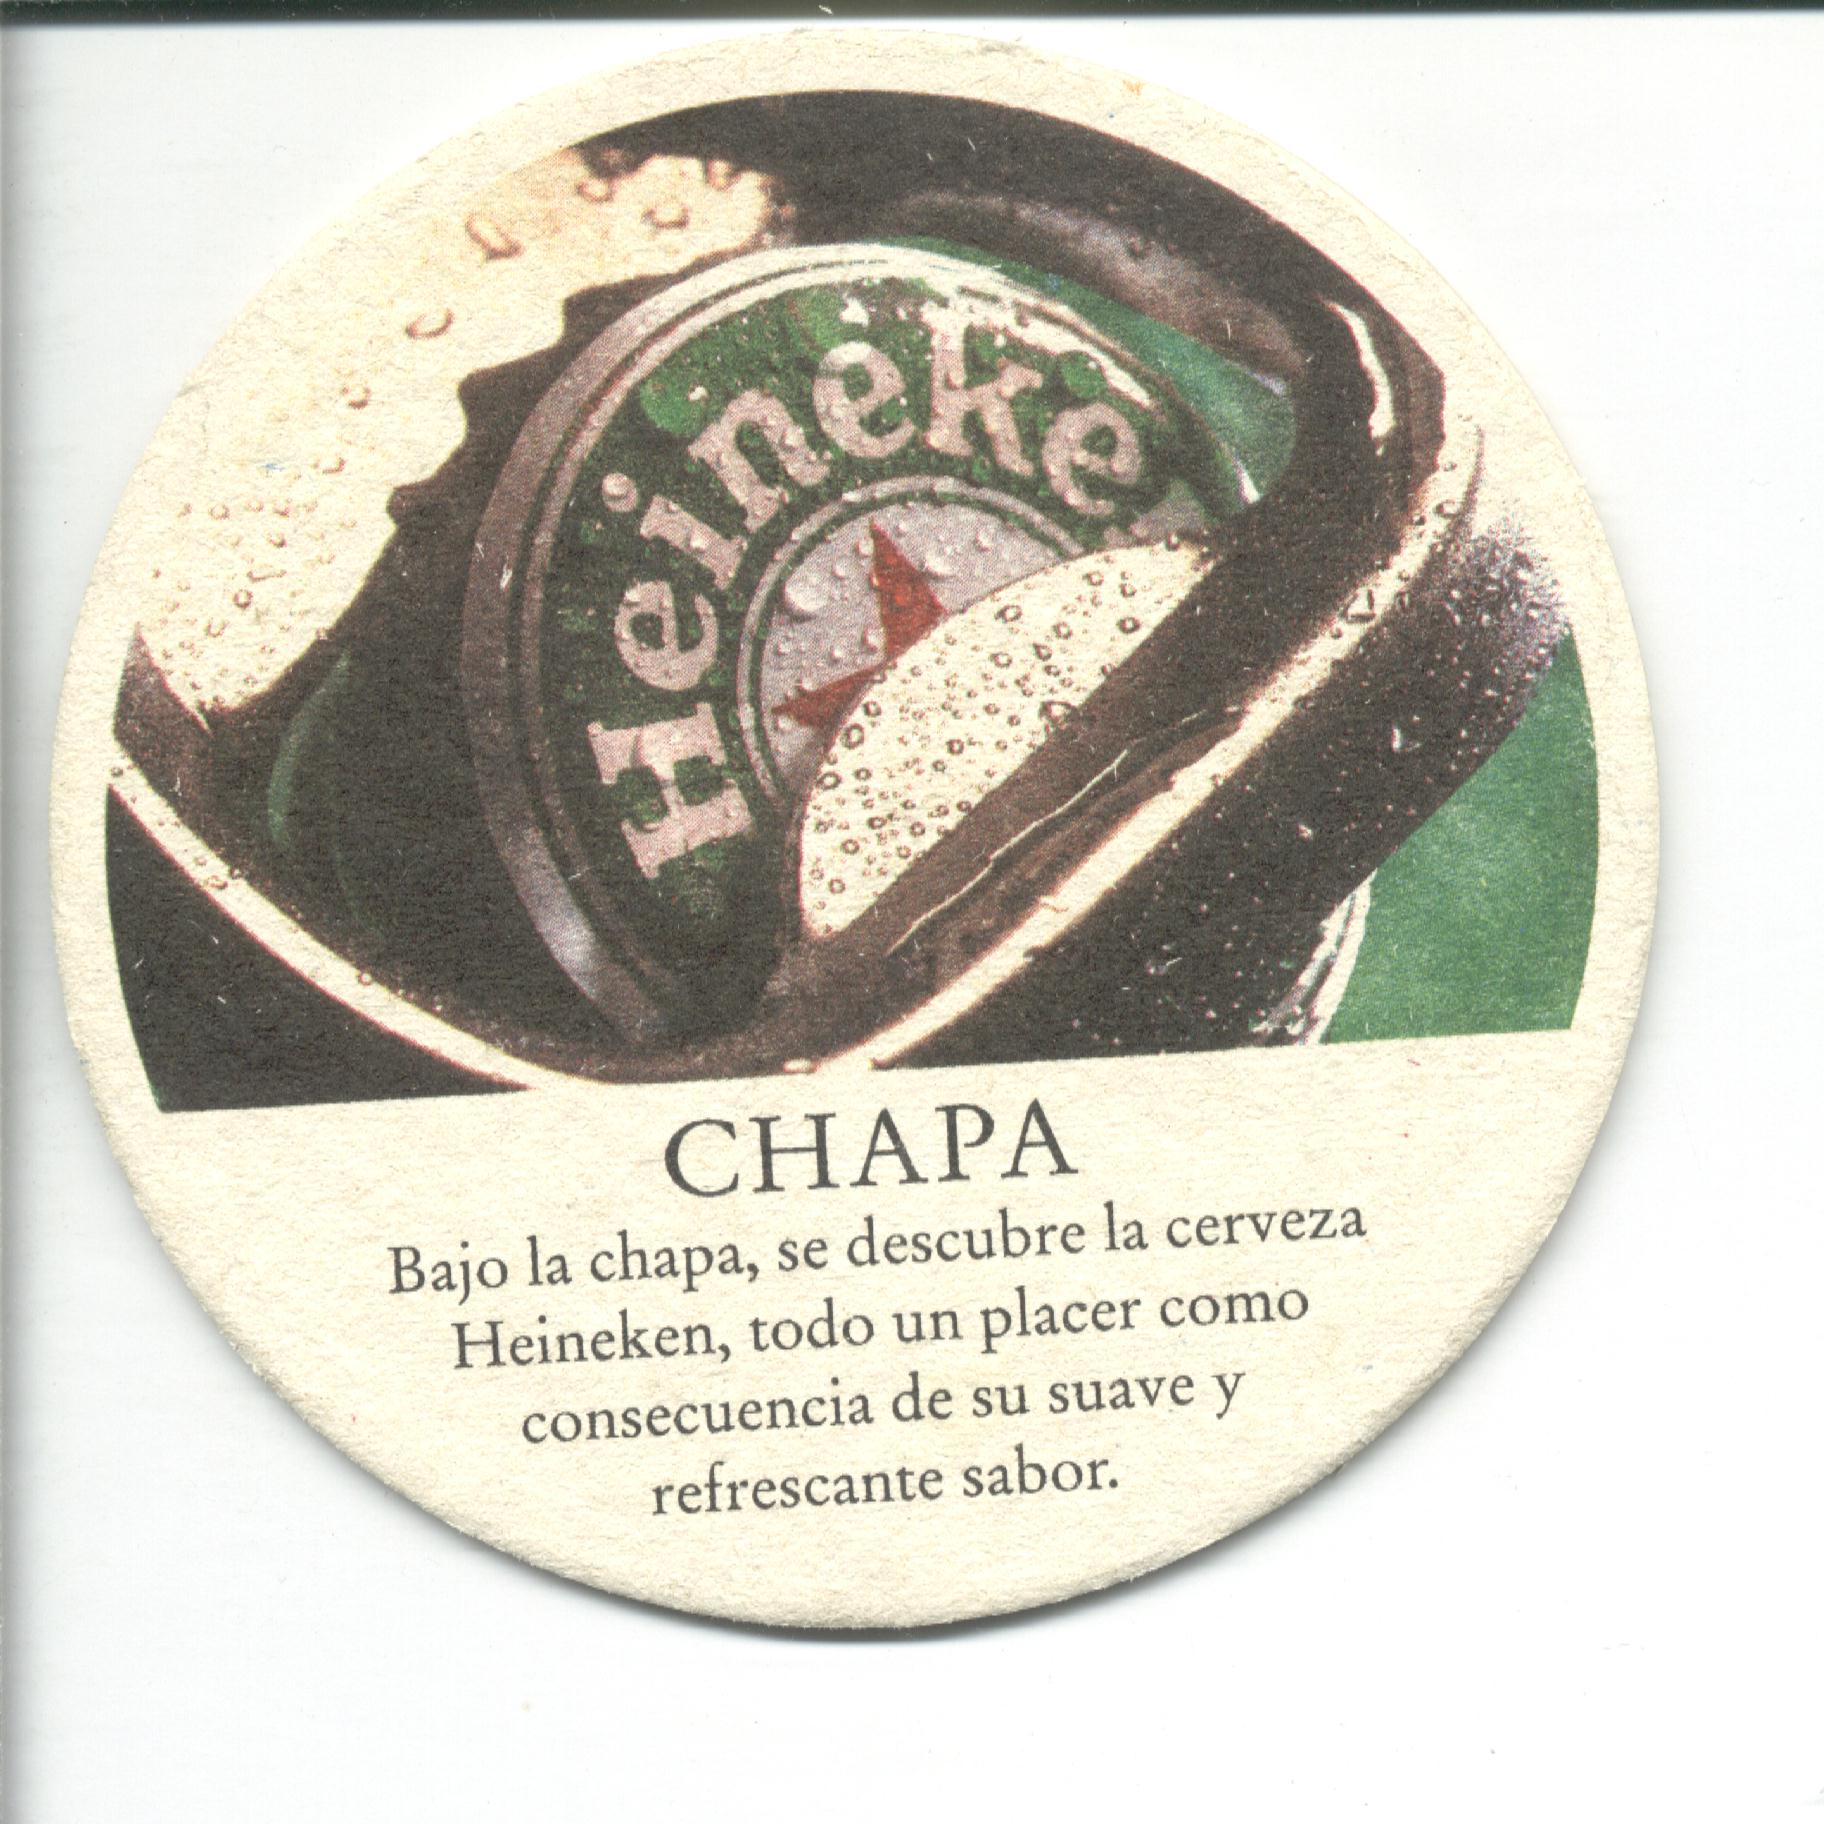 Heineke
CHAPA
Bajo la chapa, se descubre la cerveza
Heineken, todo un placer como
consecuencia de su suave y
refrescante sabor.